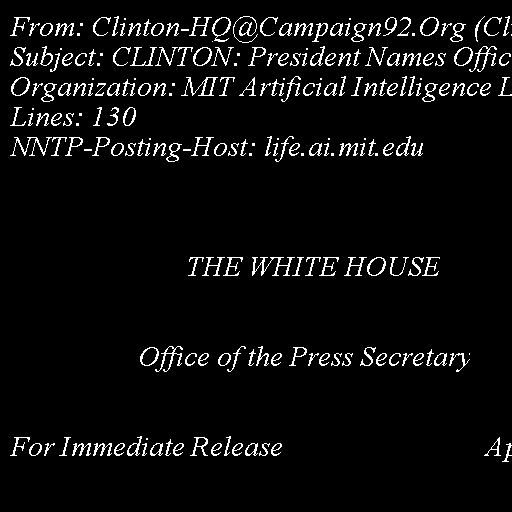 From: Clinton-HQ@Campaign92.Org (Cl
Subject: CLINTON: President Names Offic
Organization: MIT Artificial Intelligence L
Lines: 130
NNTP-Posting-Host: life.ai.mit.edu
THE WHITE HOUSE
Office of the Press Secretary
For Immediate Release Ap